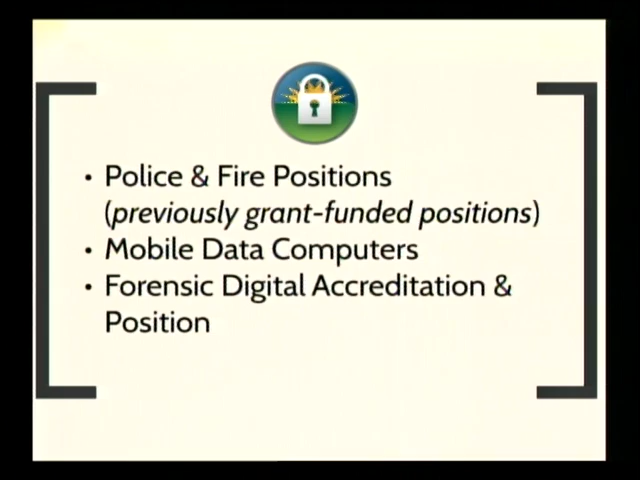 • Police & Fire Positions
(previously grant-funded positions)
• Mobile Data Computers
• Forensic Digital Accreditation &
Position